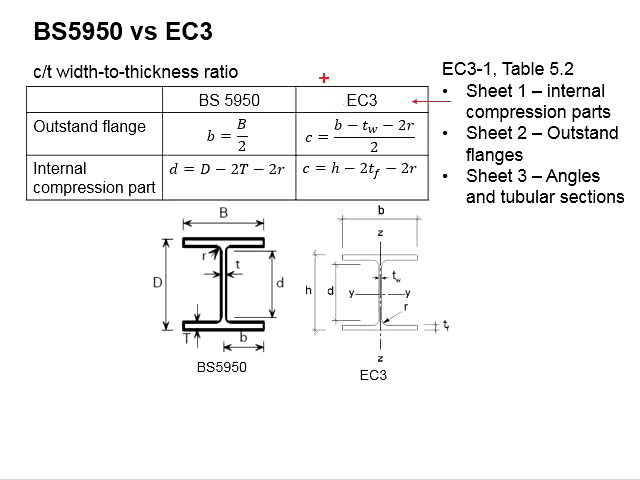 BS5950 vs EC3
c/t width-to-thickness ratio
BS 5950 EC3
Outstand flange b = B/2 c = (b − t_w − 2r)/2
Internal compression part d = D − 2T − 2r c = h − 2t_f − 2r
EC3-1, Table 5.2
• Sheet 1 – internal
compression parts
• Sheet 2 – Outstand
flanges
• Sheet 3 – Angles
and tubular sections
B
r
t
D
d
T
b
BS5950
b
z
t_w
h
d
y
y
r
t_f
z
EC3